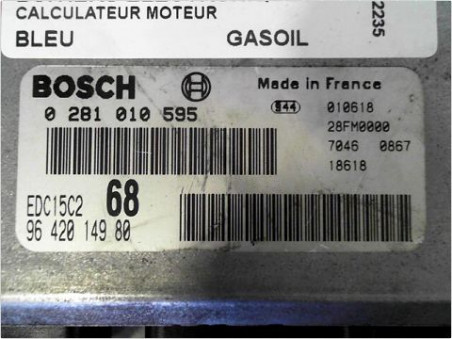 CALCULATEUR MOTEUR
BLEU GASOIL
2235
BOSCH Made in France
0 281 010 595 S44 010618
28FM0000
7046 0867
18618
EDC15C2 68
96 420 149 80